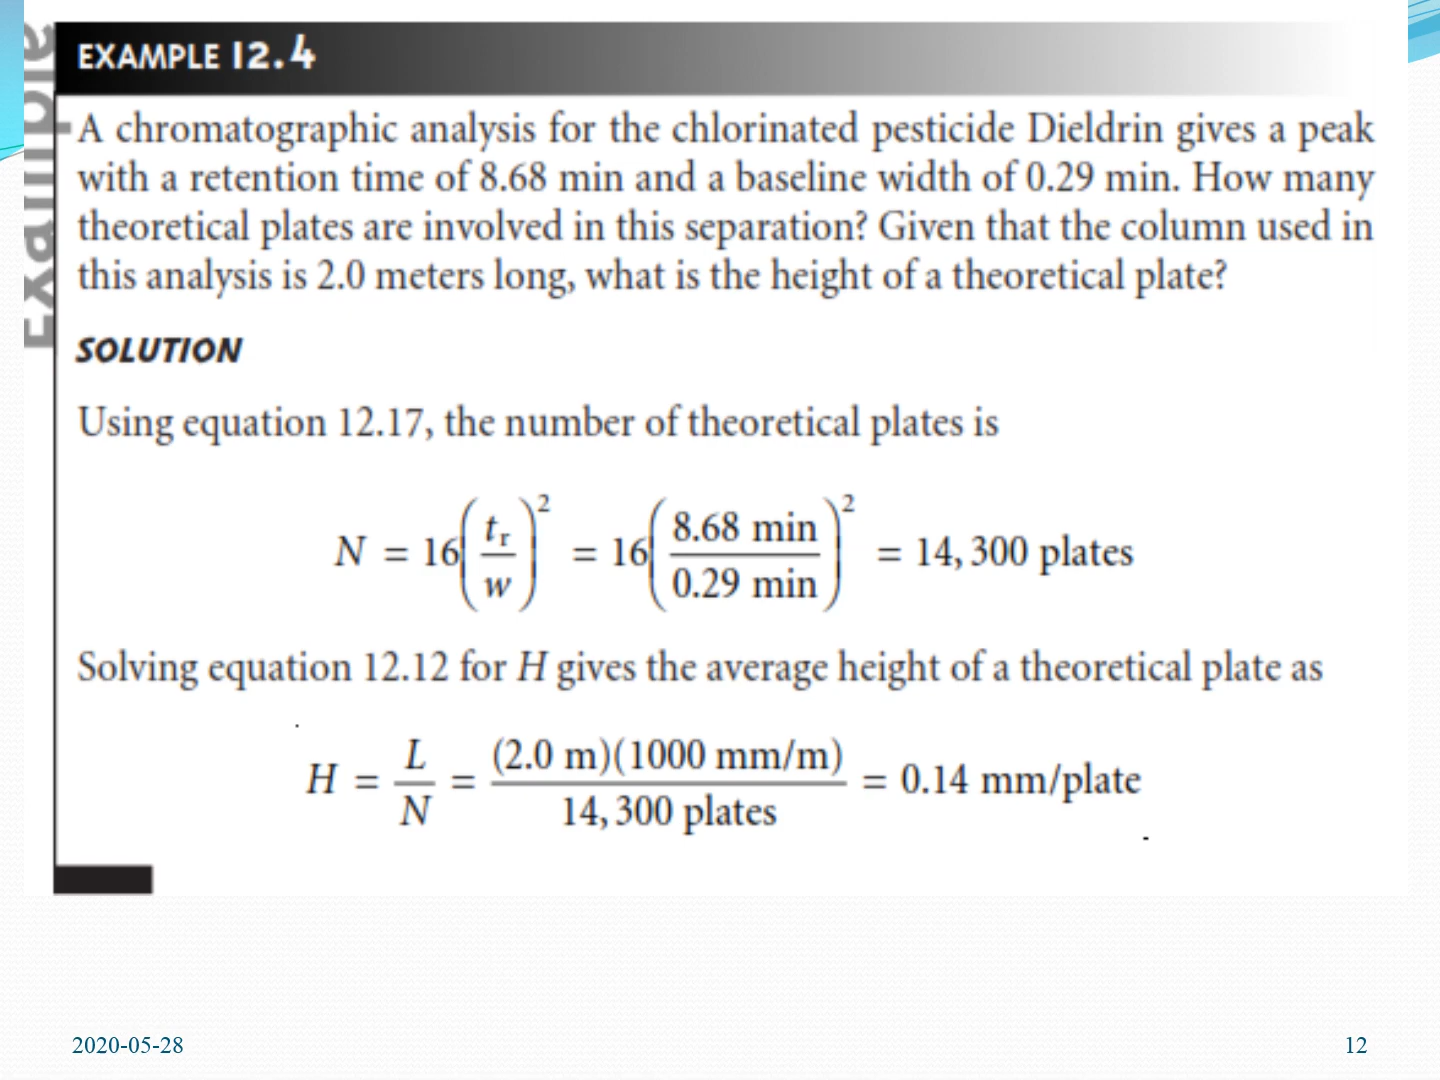 Example
EXAMPLE 12.4
A chromatographic analysis for the chlorinated pesticide Dieldrin gives a peak
with a retention time of 8.68 min and a baseline width of 0.29 min. How many
theoretical plates are involved in this separation? Given that the column used in
this analysis is 2.0 meters long, what is the height of a theoretical plate?
SOLUTION
Using equation 12.17, the number of theoretical plates is
N = 16(t_r/w)² = 16(8.68 min/0.29 min)² = 14,300 plates
Solving equation 12.12 for H gives the average height of a theoretical plate as
H = L/N = (2.0 m)(1000 mm/m)/14,300 plates = 0.14 mm/plate
2020-05-28
12